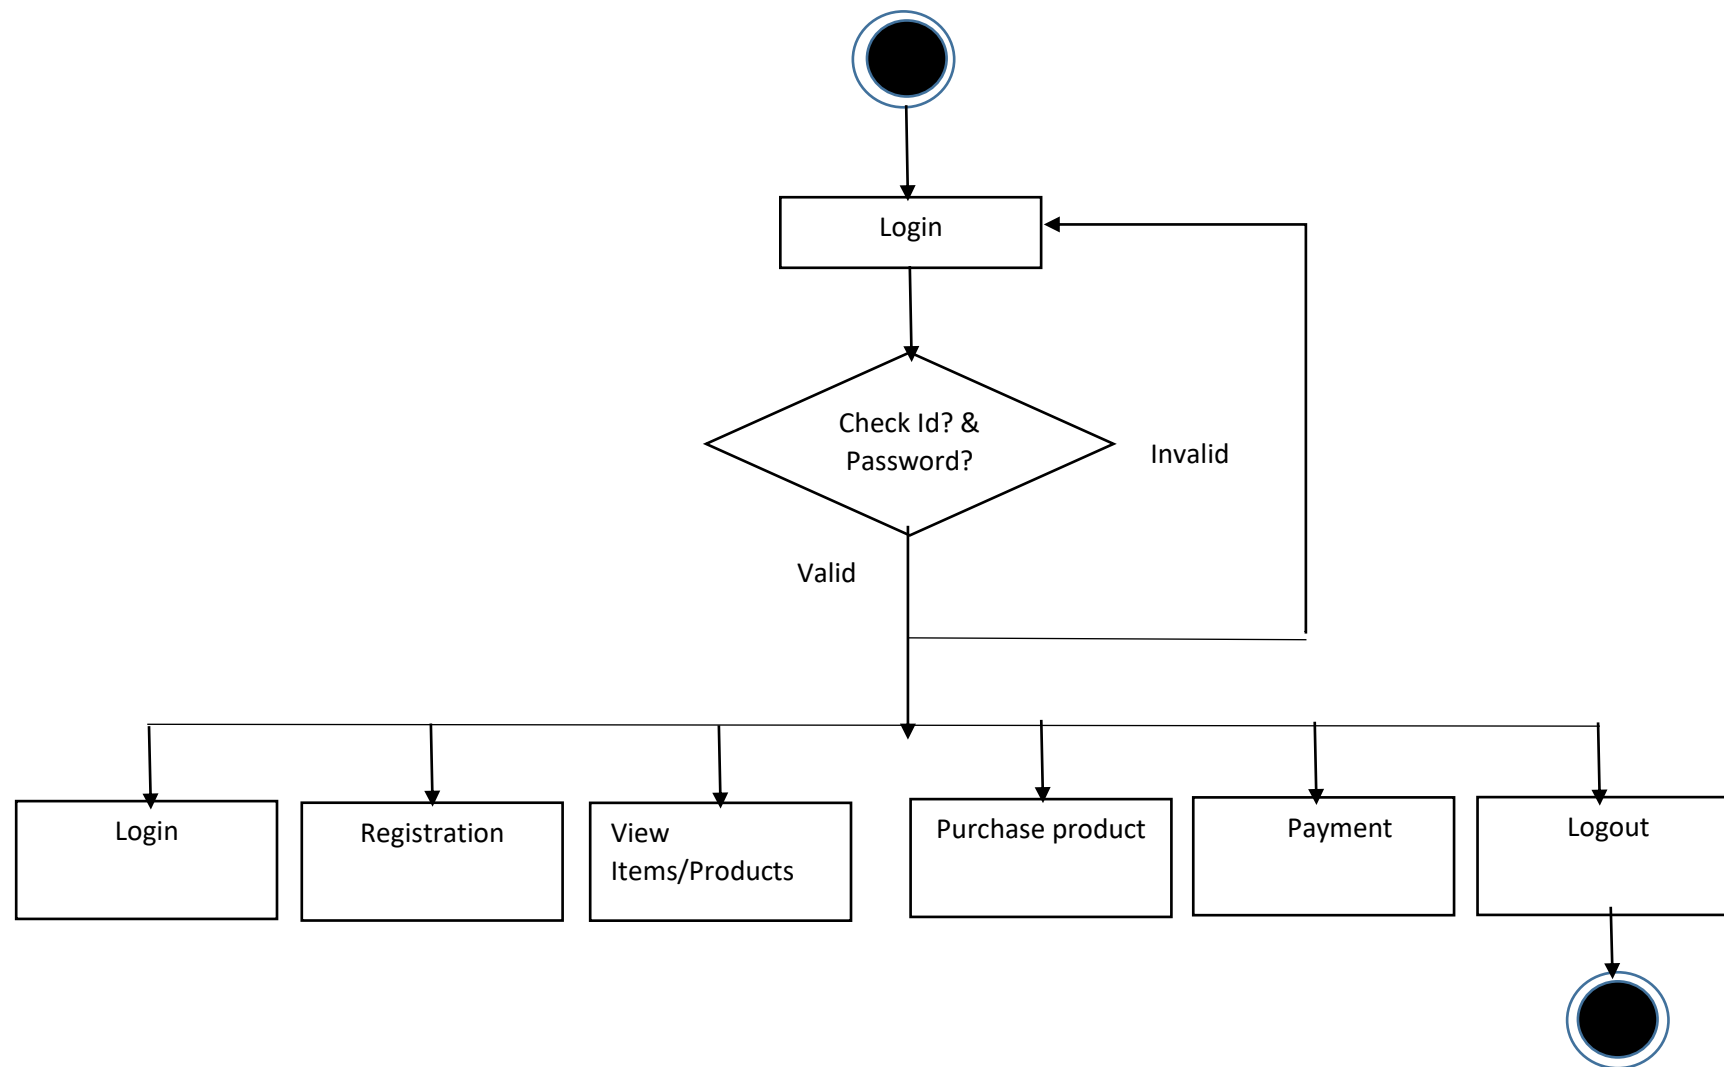 Login
Check Id? &
Password?
Invalid
Valid
Login
Registration
View
Items/Products
Purchase product
Payment
Logout